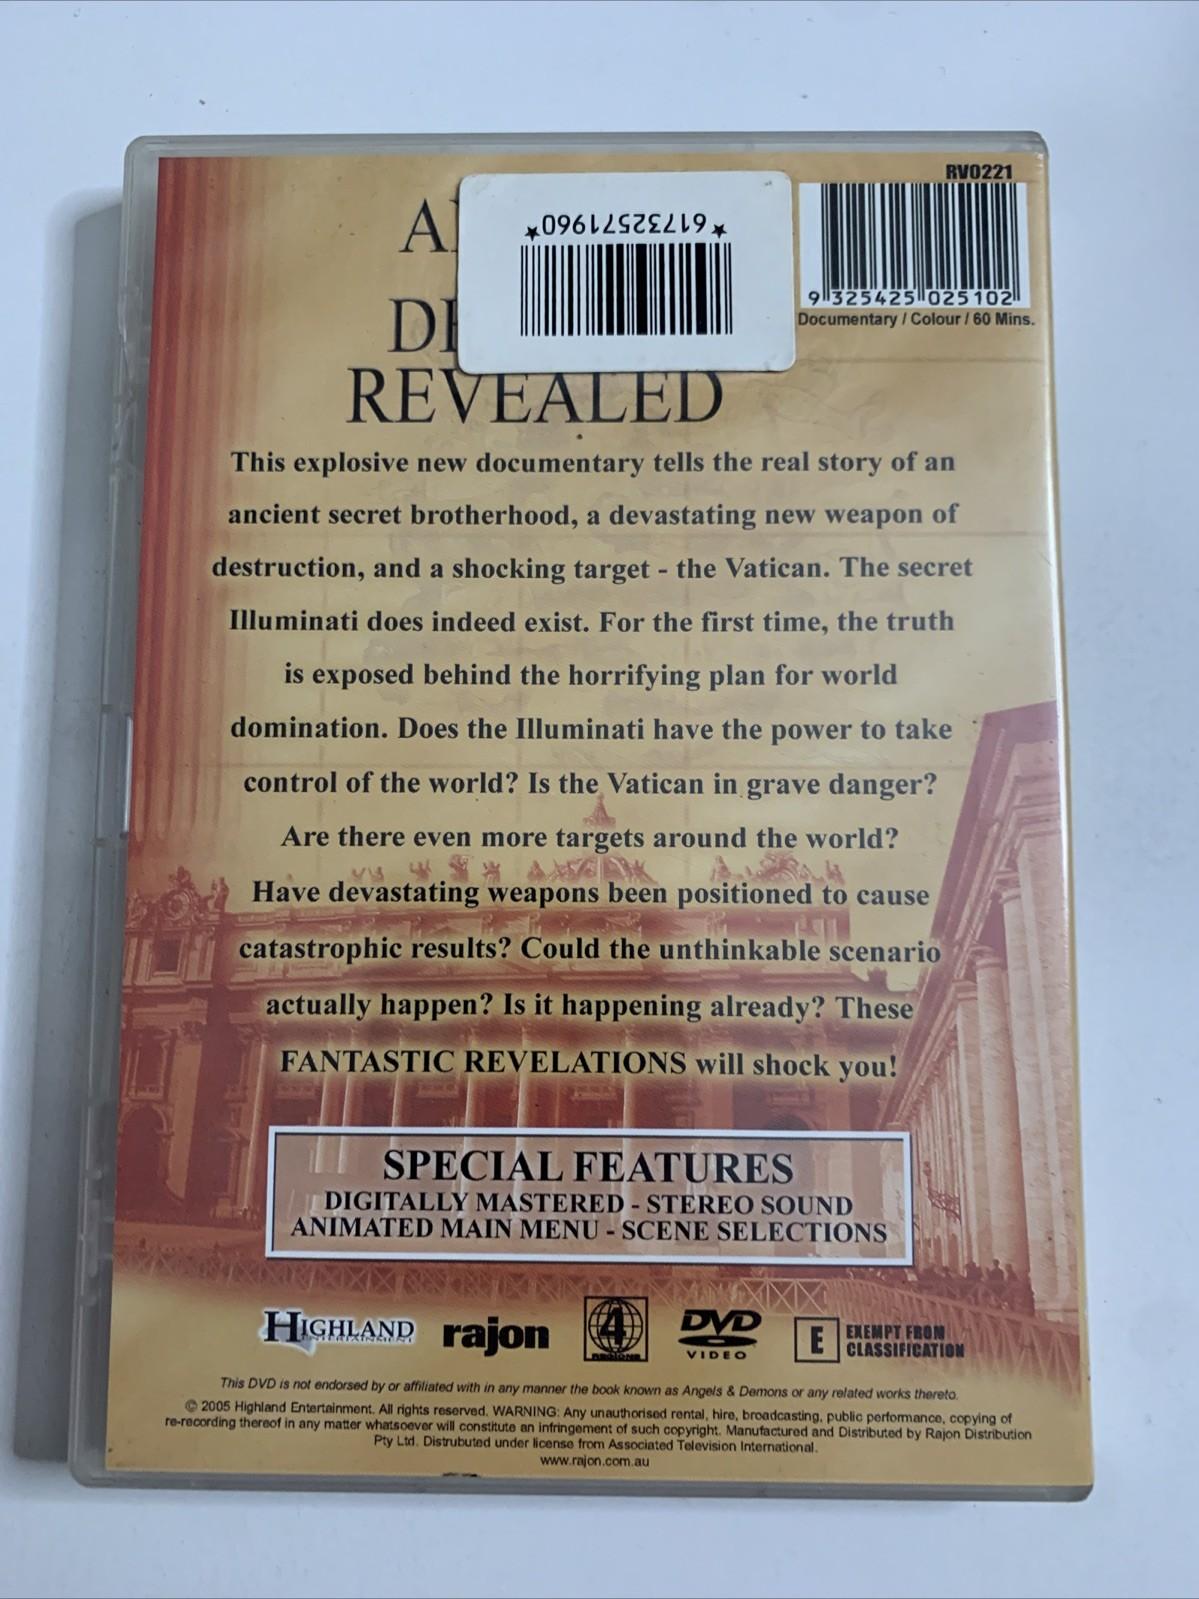 RV0221
*617732571960*
9 325425 025102
Documentary / Colour / 60 Mins.
REVEALED
This explosive new documentary tells the real story of an
ancient secret brotherhood, a devastating new weapon of
destruction, and a shocking target - the Vatican. The secret
Illuminati does indeed exist. For the first time, the truth
is exposed behind the horrifying plan for world
domination. Does the Illuminati have the power to take
control of the world? Is the Vatican in grave danger?
Are there even more targets around the world?
Have devastating weapons been positioned to cause
catastrophic results? Could the unthinkable scenario
actually happen? Is it happening already? These
FANTASTIC REVELATIONS will shock you!
SPECIAL FEATURES
DIGITALLY MASTERED - STEREO SOUND
ANIMATED MAIN MENU - SCENE SELECTIONS
HIGHLAND
ENTERTAINMENT
rajon
4
REGIONS
DVD
VIDEO
E
EXEMPT FROM
CLASSIFICATION
This DVD is not endorsed by or affiliated with in any manner the book known as Angels & Demons or any related works thereto.
© 2005 Highland Entertainment. All rights reserved. WARNING: Any unauthorised rental, hire, broadcasting, public performance, copying of
re-recording thereof in any matter whatsoever will constitute an infringement of such copyright. Manufactured and Distributed by Rajon Distribution
Pty Ltd. Distrubuted under license from Associated Television International.
www.rajon.com.au